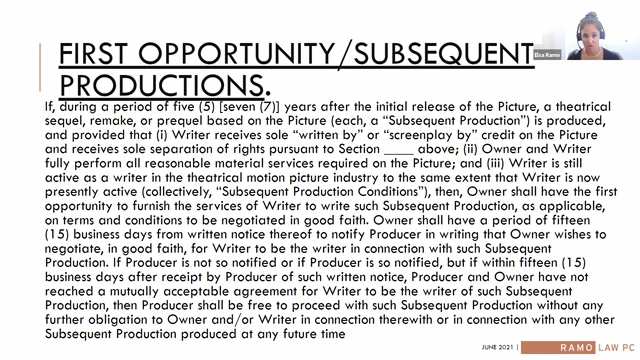 Elsa Ramo
FIRST OPPORTUNITY/SUBSEQUENT
PRODUCTIONS.
If, during a period of five (5) [seven (7)] years after the initial release of the Picture, a theatrical
sequel, remake, or prequel based on the Picture (each, a “Subsequent Production”) is produced,
and provided that (i) Writer receives sole “written by” or “screenplay by” credit on the Picture
and receives sole separation of rights pursuant to Section ____ above; (ii) Owner and Writer
fully perform all reasonable material services required on the Picture; and (iii) Writer is still
active as a writer in the theatrical motion picture industry to the same extent that Writer is now
presently active (collectively, “Subsequent Production Conditions”), then, Owner shall have the first
opportunity to furnish the services of Writer to write such Subsequent Production, as applicable,
on terms and conditions to be negotiated in good faith. Owner shall have a period of fifteen
(15) business days from written notice thereof to notify Producer in writing that Owner wishes to
negotiate, in good faith, for Writer to be the writer in connection with such Subsequent
Production. If Producer is not so notified or if Producer is so notified, but if within fifteen (15)
business days after receipt by Producer of such written notice, Producer and Owner have not
reached a mutually acceptable agreement for Writer to be the writer of such Subsequent
Production, then Producer shall be free to proceed with such Subsequent Production without any
further obligation to Owner and/or Writer in connection therewith or in connection with any other
Subsequent Production produced at any future time
JUNE 2021 | RAMO LAW PC